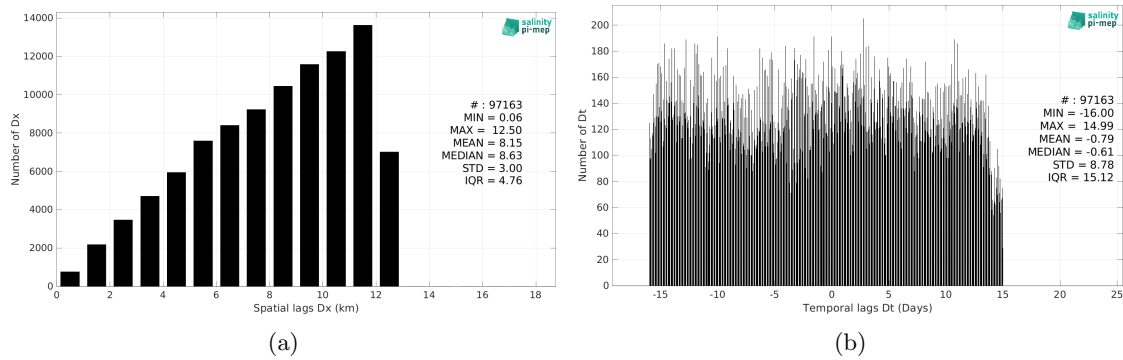 salinity
pi-mep
14000
12000
10000
8000
6000
4000
2000
0
Number of Dx
# : 97163
MIN = 0.06
MAX = 12.50
MEAN = 8.15
MEDIAN = 8.63
STD = 3.00
IQR = 4.76
0 2 4 6 8 10 12 14 16 18
Spatial lags Dx (km)
(a)
salinity
pi-mep
200
180
160
140
120
100
80
60
40
20
0
Number of Dt
# : 97163
MIN = -16.00
MAX = 14.99
MEAN = -0.79
MEDIAN = -0.61
STD = 8.78
IQR = 15.12
-15 -10 -5 0 5 10 15 20 25
Temporal lags Dt (Days)
(b)